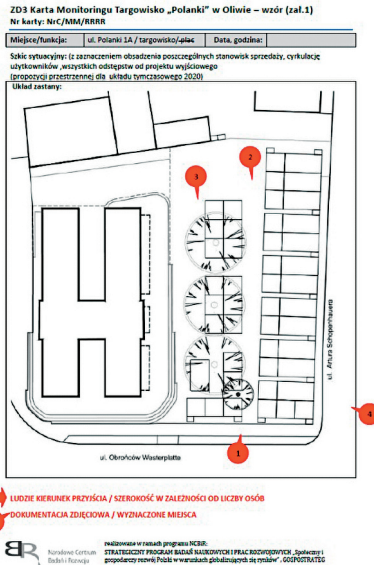 ZD3 Karta Monitoringu Targowisko „Polanki” w Oliwie – wzór (zał.1)
Nr karty: NrC/MM/RRRR
Miejsce/funkcja: ul. Polanki 1A / targowisko/plac Data, godzina:
Szkic sytuacyjny: (z zaznaczeniem obsadzenia poszczególnych stanowisk sprzedaży, cyrkulację
użytkowników ,wszystkich odstępstw od projektu wyjściowego
(propozycji przestrzennej dla układu tymczasowego 2020)
Układ zastany:
2
3
ul. Artura Schopenhauera
4
1
ul. Obrońców Wasterplatta
LUDZIE KIERUNEK PRZYJŚCIA / SZEROKOŚĆ W ZALEŻNOŚCI OD LICZBY OSÓB
DOKUMENTACJA ZDJĘCIOWA / WYZNACZONE MIEJSCA
realizowane w ramach programu NCBiR:
Narodowe Centrum STRATEGICZNY PROGRAM BADAŃ NAUKOWYCH I PRAC ROZWOJOWYCH „Społeczny i
Badań i Rozwoju gospodarczy rozwój Polski w warunkach globalizujących się rynków”. GOSPOSTRATEG